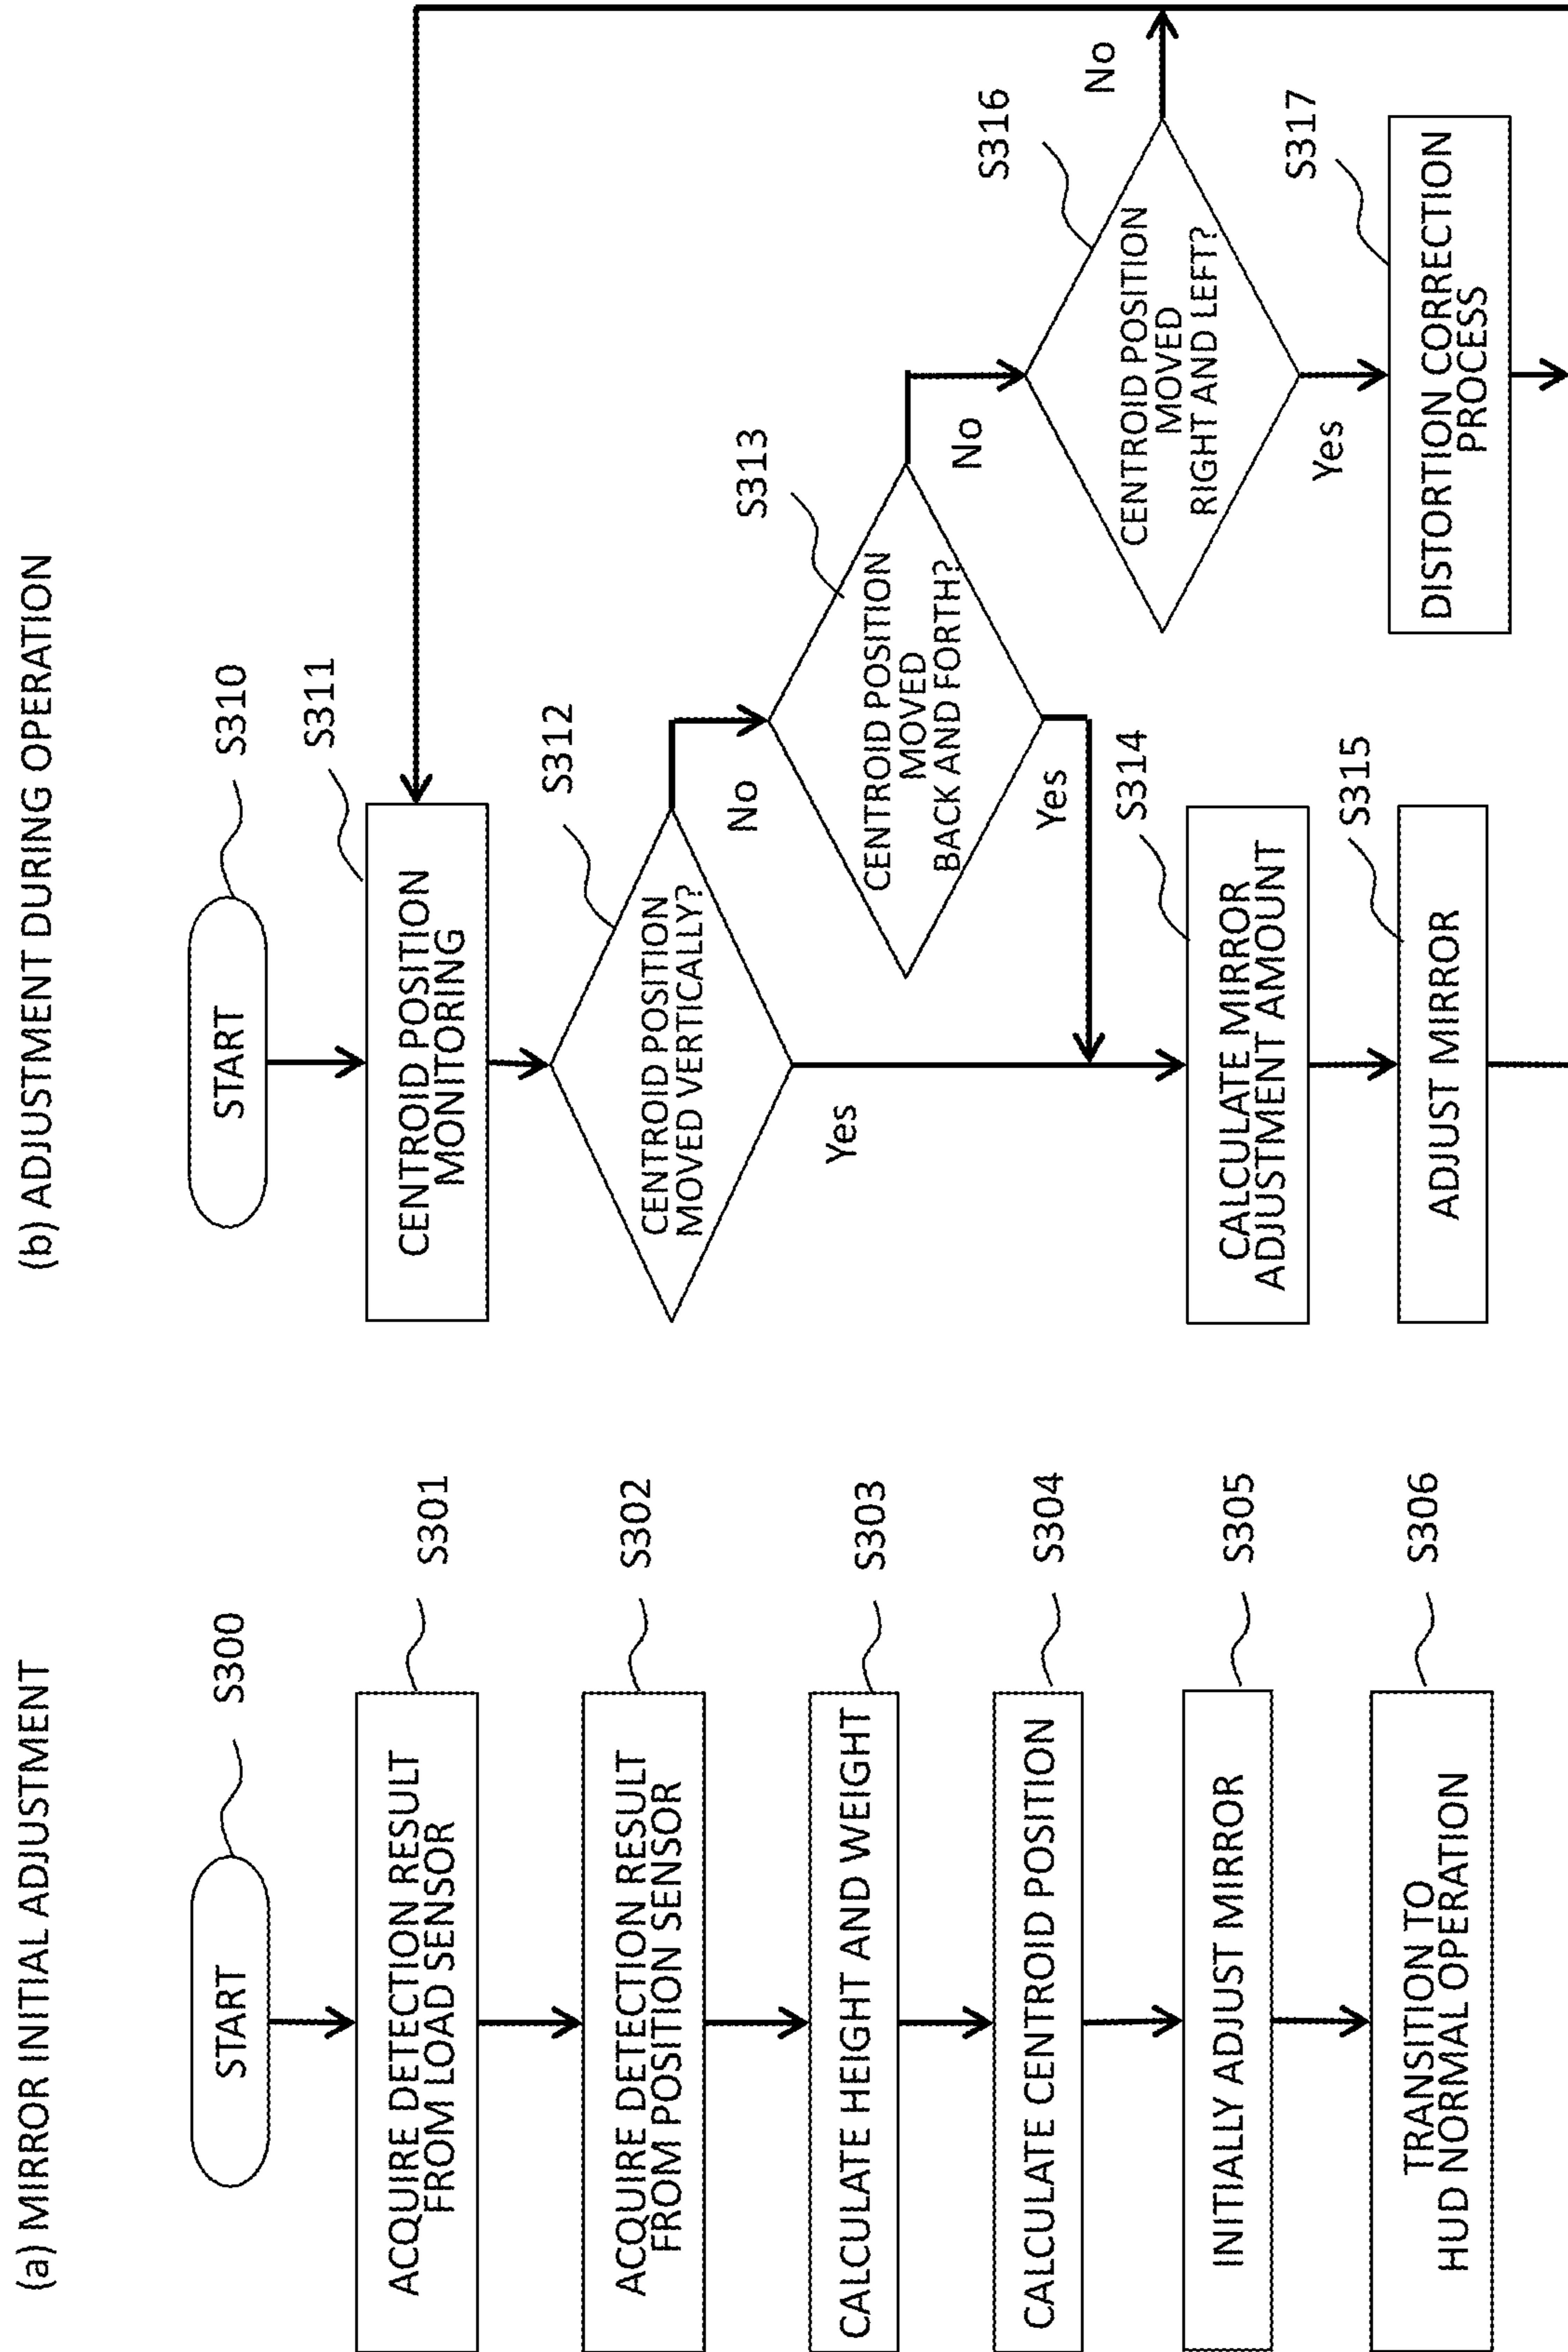 (a) MIRROR INITIAL ADJUSTMENT
START
S300
ACQUIRE DETECTION RESULT
FROM LOAD SENSOR
S301
ACQUIRE DETECTION RESULT
FROM POSITION SENSOR
S302
CALCULATE HEIGHT AND WEIGHT
S303
CALCULATE CENTROID POSITION
S304
INITIALLY ADJUST MIRROR
S305
TRANSITION TO
HUD NORMAL OPERATION
S306
(b) ADJUSTMENT DURING OPERATION
START
S310
CENTROID POSITION
MONITORING
S311
CENTROID POSITION
MOVED VERTICALLY?
S312
No
Yes
CENTROID POSITION
MOVED
BACK AND FORTH?
S313
No
Yes
CALCULATE MIRROR
ADJUSTMENT AMOUNT
S314
ADJUST MIRROR
S315
CENTROID POSITION
MOVED
RIGHT AND LEFT?
S316
No
Yes
DISTORTION CORRECTION
PROCESS
S317